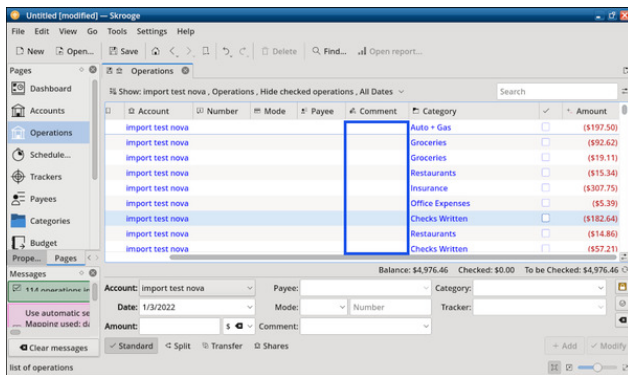 Untitled [modified] — Skrooge
File Edit View Go Tools Settings Help
New Open... Save Delete Find... Open report...
Pages Operations
Dashboard
Accounts
Operations
Schedule...
Trackers
Payees
Categories
Budget
Prope... Pages
Show: import test nova , Operations , Hide checked operations , All Dates Search
Account Number Mode Payee Comment Category Amount
import test nova Auto + Gas ($197.50)
import test nova Groceries ($92.62)
import test nova Groceries ($19.11)
import test nova Restaurants ($15.34)
import test nova Insurance ($307.75)
import test nova Office Expenses ($5.39)
import test nova Checks Written ($182.64)
import test nova Restaurants ($14.86)
import test nova Checks Written ($57.21)
Balance: $4,976.46 Checked: $0.00 To be Checked: $4,976.46
Messages
114 operations
Use automatic se
Mapping used: d
Clear messages
Account: import test nova Payee: Category:
Date: 1/3/2022 Mode: Number Tracker:
Amount: $ Comment:
Standard Split Transfer Shares + Add Modify
list of operations